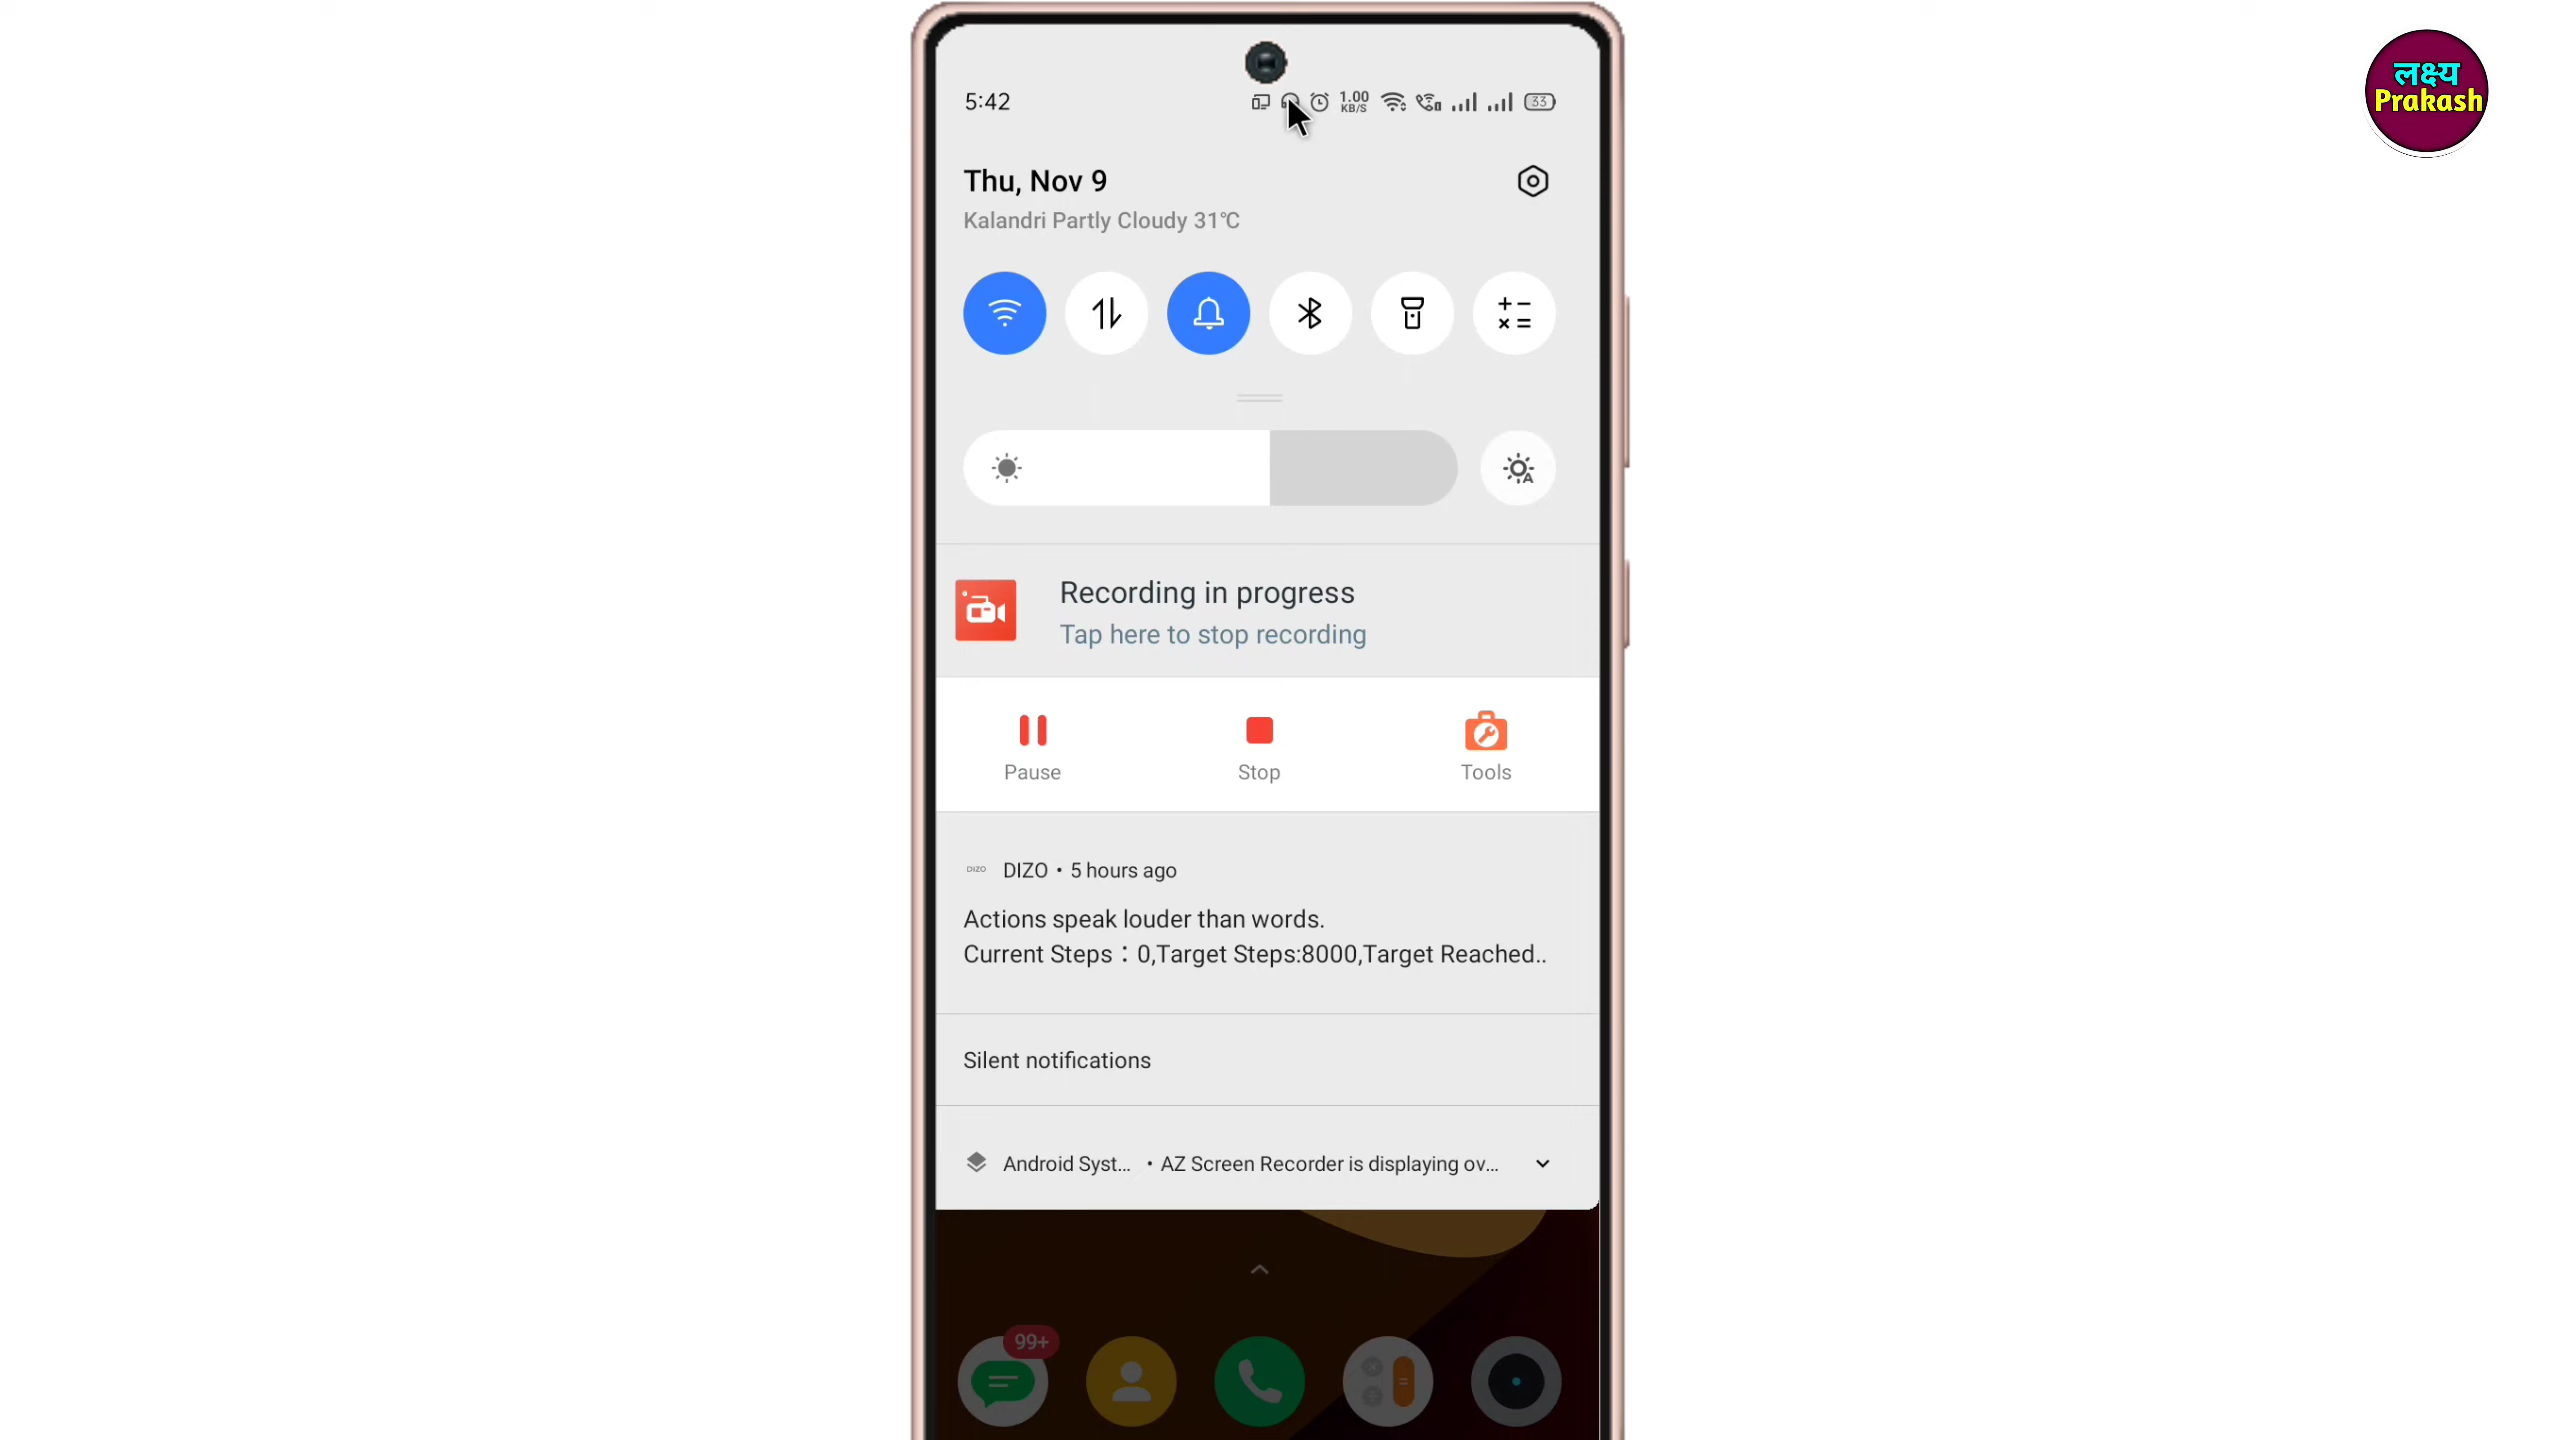 लक्ष्य
Prakash
5:42
1.00
KB/S
33
Thu, Nov 9
Kalandri Partly Cloudy 31°C
Recording in progress
Tap here to stop recording
Pause
Stop
Tools
DIZO DIZO • 5 hours ago
Actions speak louder than words.
Current Steps：0,Target Steps:8000,Target Reached..
Silent notifications
Android Syst... • AZ Screen Recorder is displaying ov...
99+